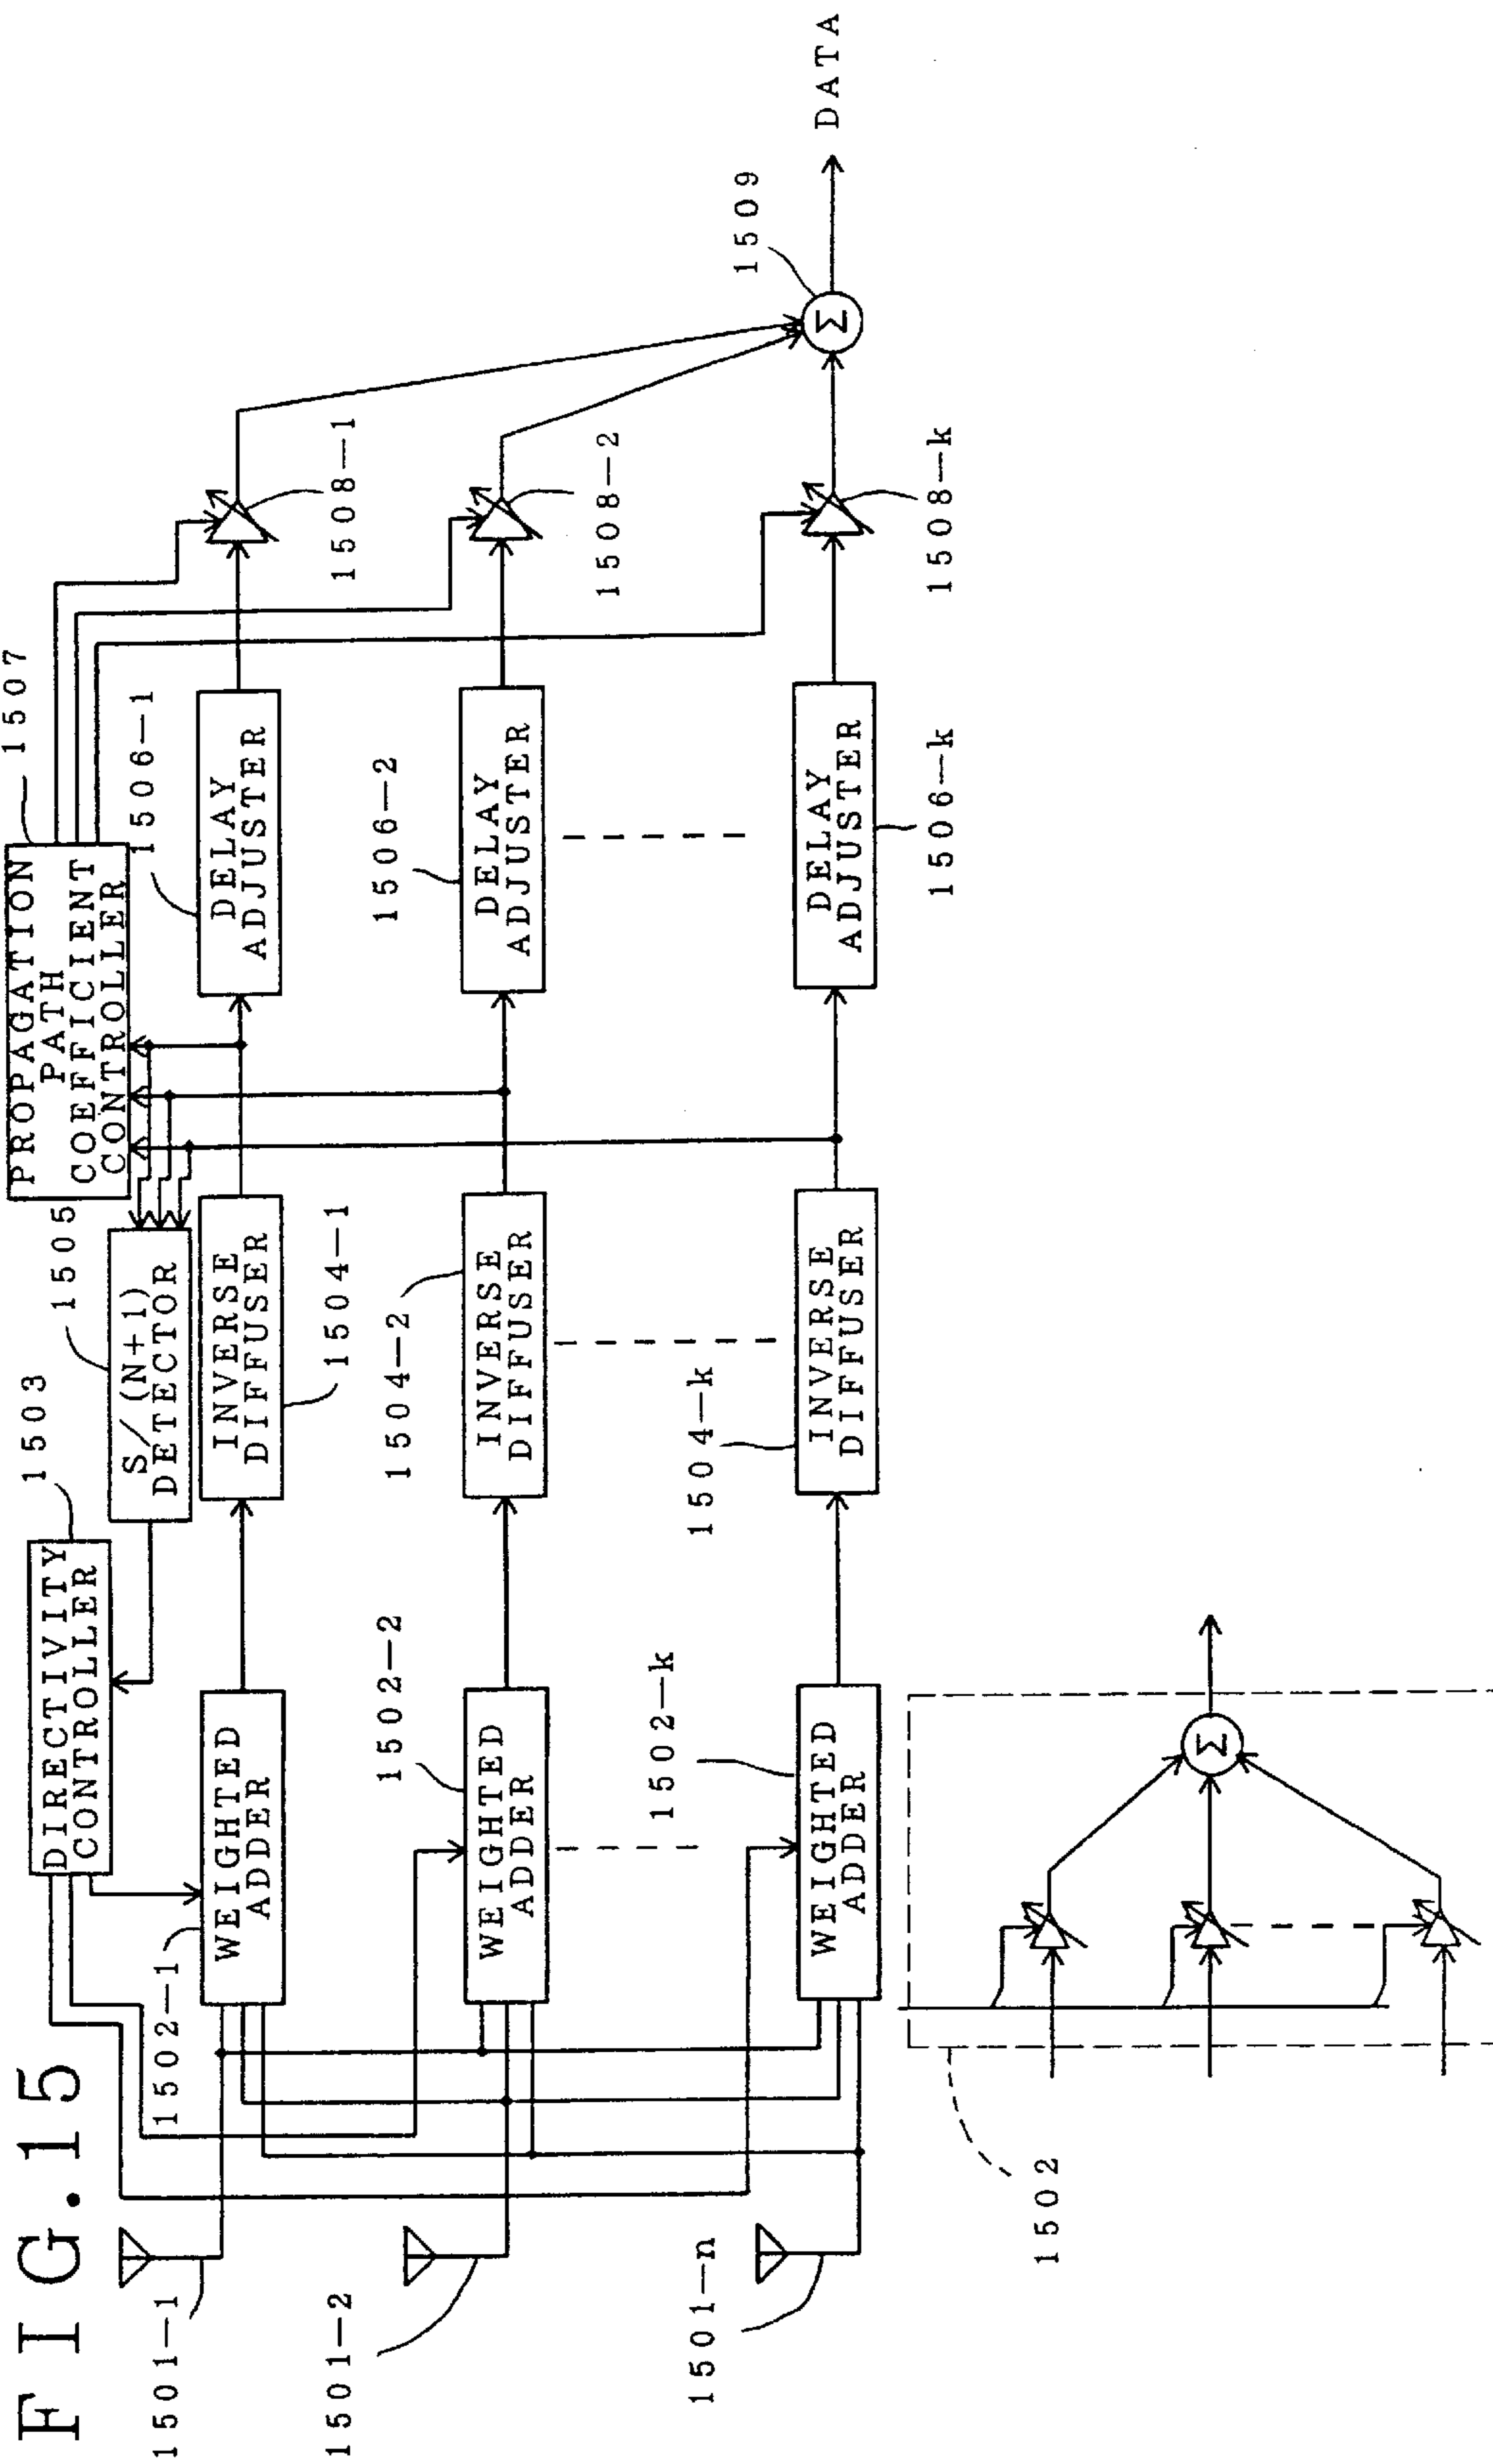 FIG.15
1501-1
1501-2
1501-n
DIRECTIVITY
CONTROLLER
1503
1502-1
WEIGHTED
ADDER
1502-2
WEIGHTED
ADDER
1502-k
WEIGHTED
ADDER
1502
Σ
S/(N+1)
DETECTOR
1505
INVERSE
DIFFUSER
1504-1
1504-2
INVERSE
DIFFUSER
1504-k
INVERSE
DIFFUSER
PROPAGATION
PATH
COEFFICIENT
CONTROLLER
1507
1506-1
DELAY
ADJUSTER
1506-2
DELAY
ADJUSTER
DELAY
ADJUSTER
1506-k
1508-1
1508-2
1508-k
1509
Σ
DATA